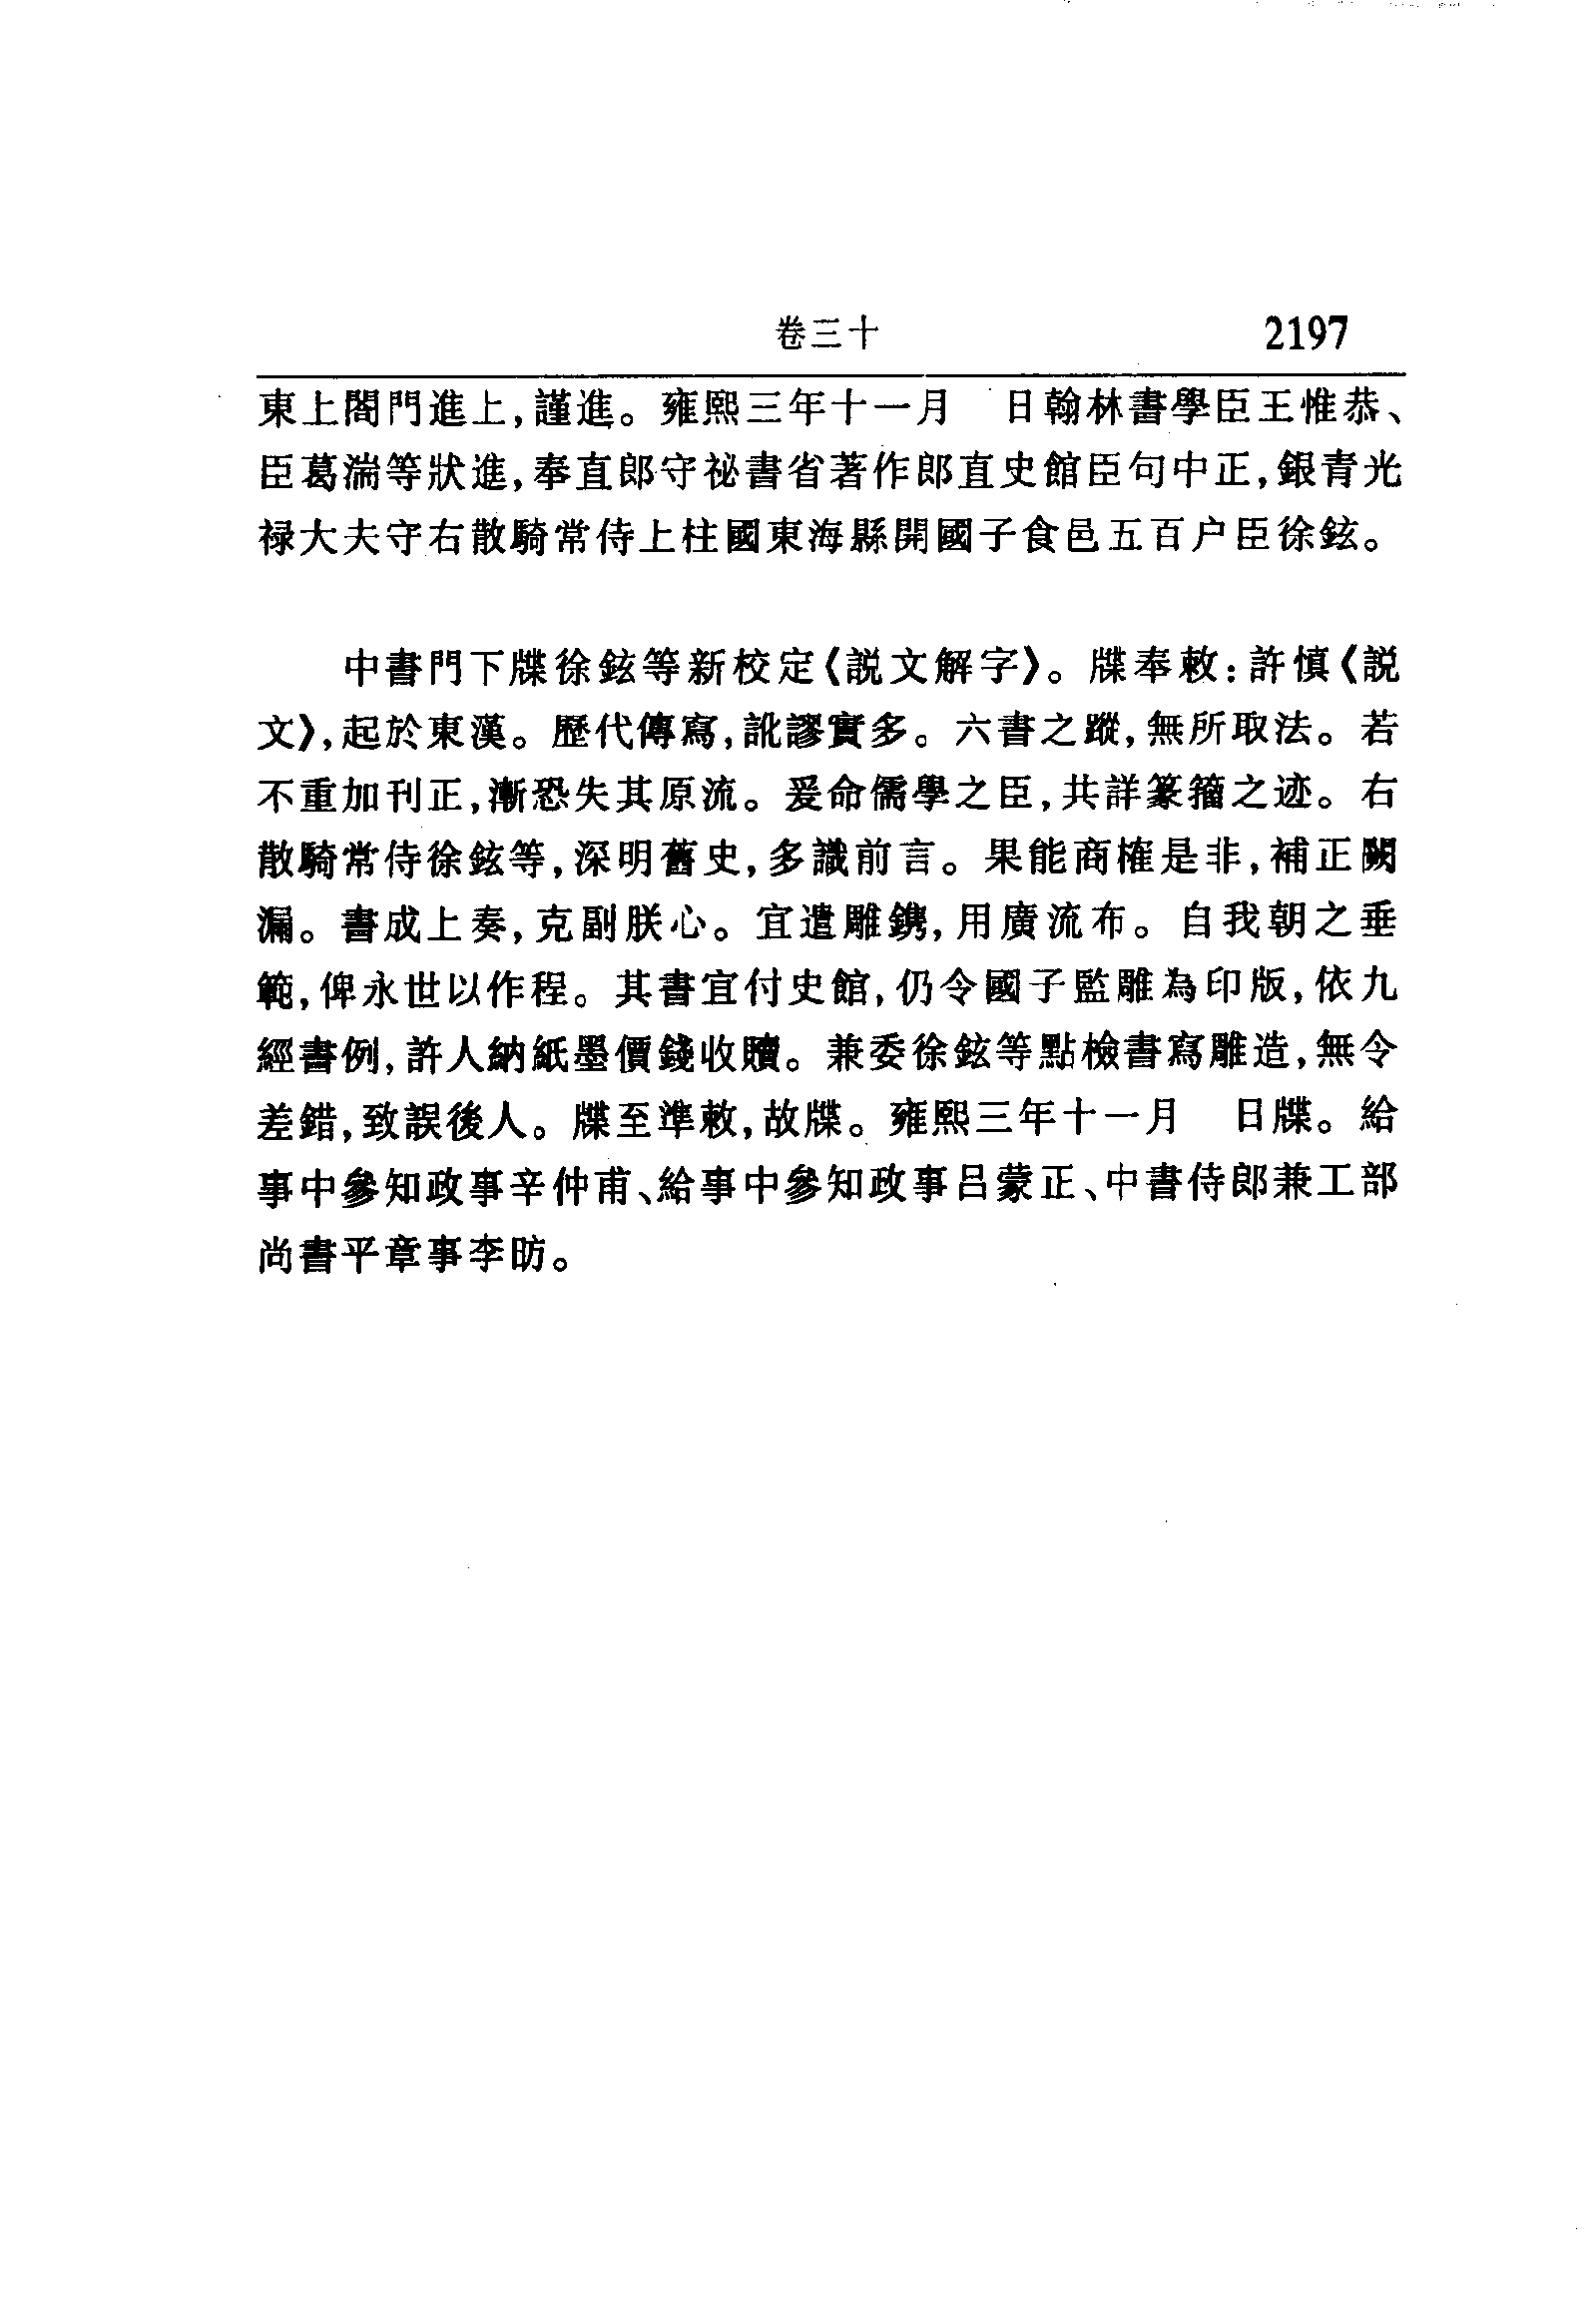 卷三十 2197
東上閤門進上,謹進。雍熙三年十一月　日翰林書學臣王惟恭、
臣葛湍等狀進,奉直郎守祕書省著作郎直史館臣句中正,銀青光
禄大夫守右散騎常侍上柱國東海縣開國子食邑五百户臣徐鉉。
中書門下牒徐鉉等新校定《説文解字》。牒奉敕:許慎《説
文》,起於東漢。歷代傳寫,訛謬實多。六書之蹤,無所取法。若
不重加刊正,漸恐失其原流。爰命儒學之臣,共詳篆籀之迹。右
散騎常侍徐鉉等,深明舊史,多識前言。果能商榷是非,補正闕
漏。書成上奏,克副朕心。宜遣雕鎸,用廣流布。自我朝之垂
範,俾永世以作程。其書宜付史館,仍令國子監雕為印版,依九
經書例,許人納紙墨價錢收贖。兼委徐鉉等點檢書寫雕造,無令
差錯,致誤後人。牒至準敕,故牒。雍熙三年十一月　日牒。給
事中參知政事辛仲甫、給事中參知政事吕蒙正、中書侍郎兼工部
尚書平章事李昉。